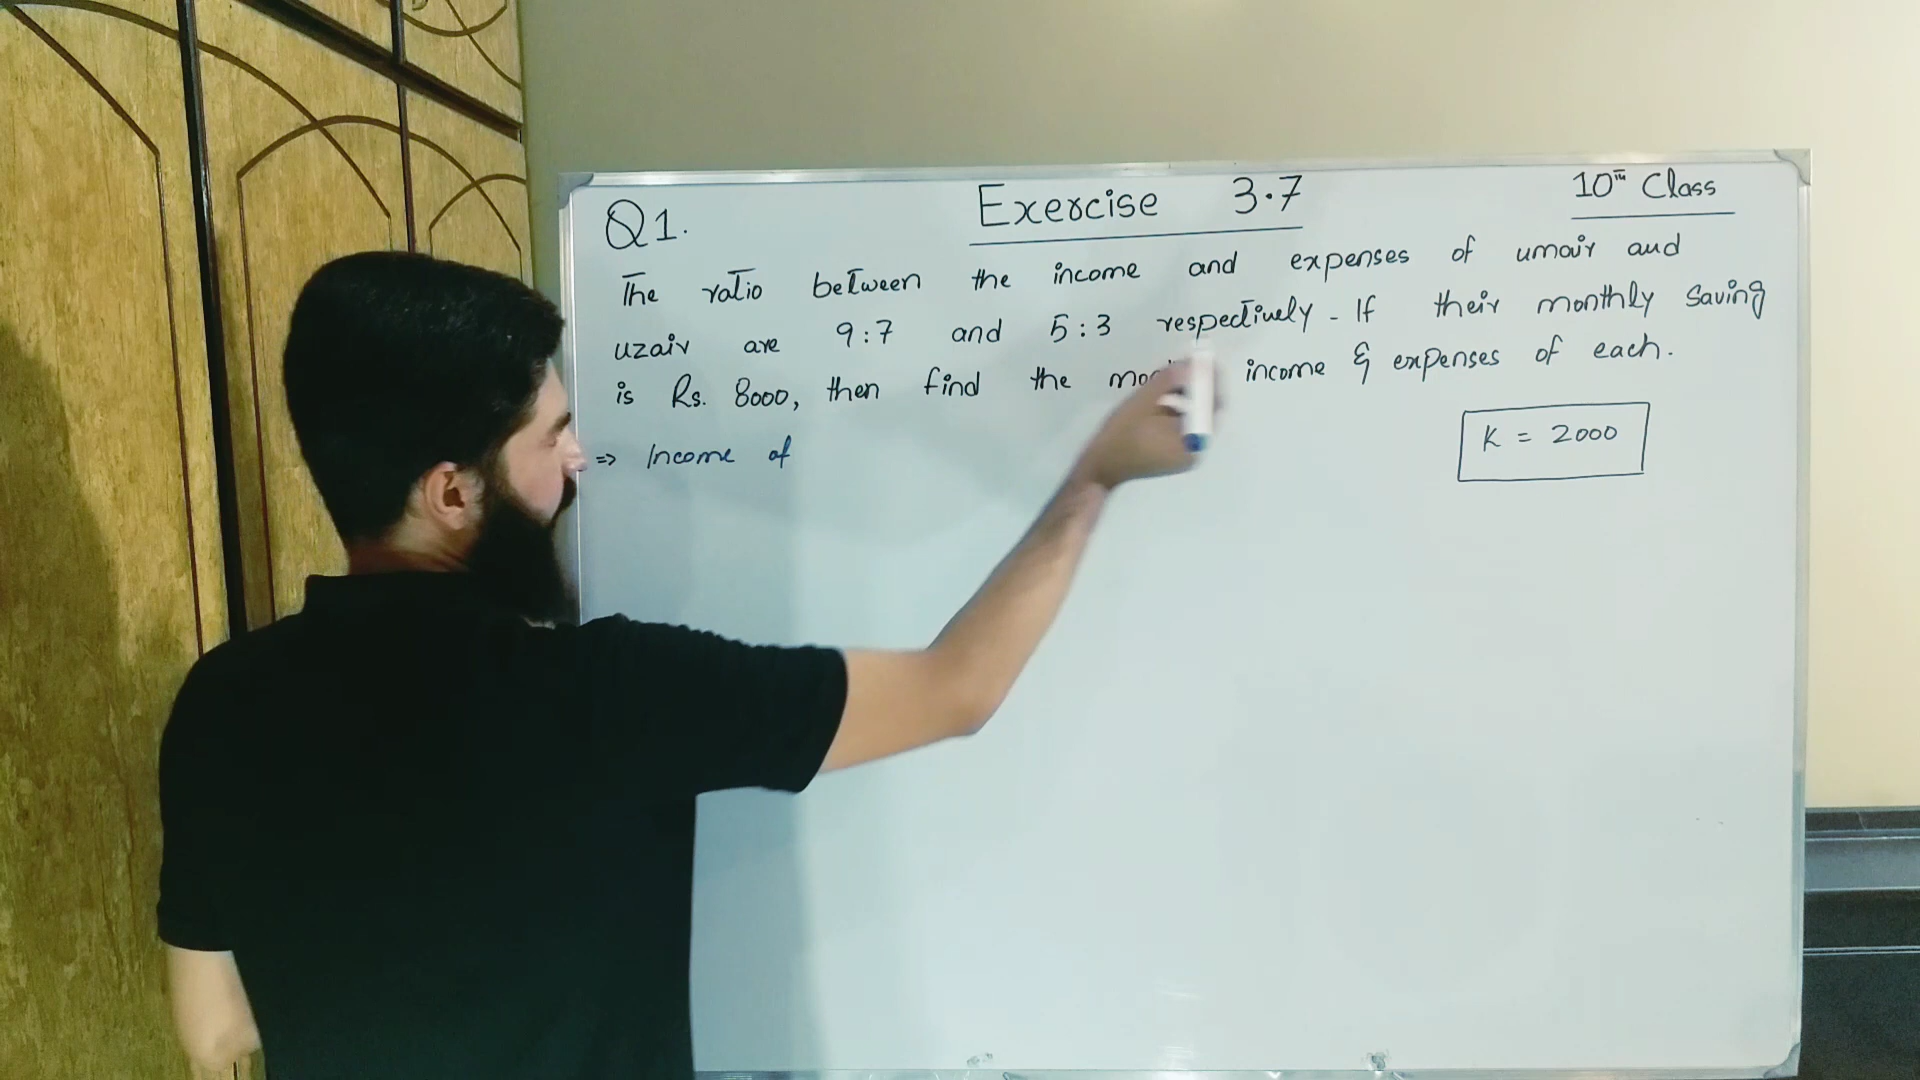 Exercise 3.7
10TH Class
Q1.
The ratio between the income and expenses of umair and
uzair are 9:7 and 5:3 respectively. If their monthly saving
is Rs. 8000, then find the income & expenses of each.
K = 2000
=> Income of